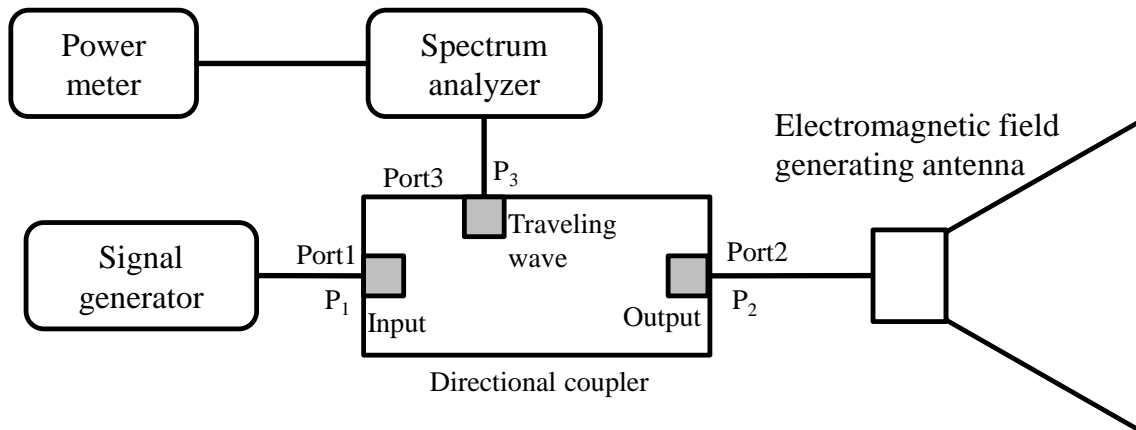 Power
meter
Spectrum
analyzer
Electromagnetic field
generating antenna
Port3
P₃
Traveling
wave
Signal
generator
Port1
P₁
Input
Port2
P₂
Output
Directional coupler